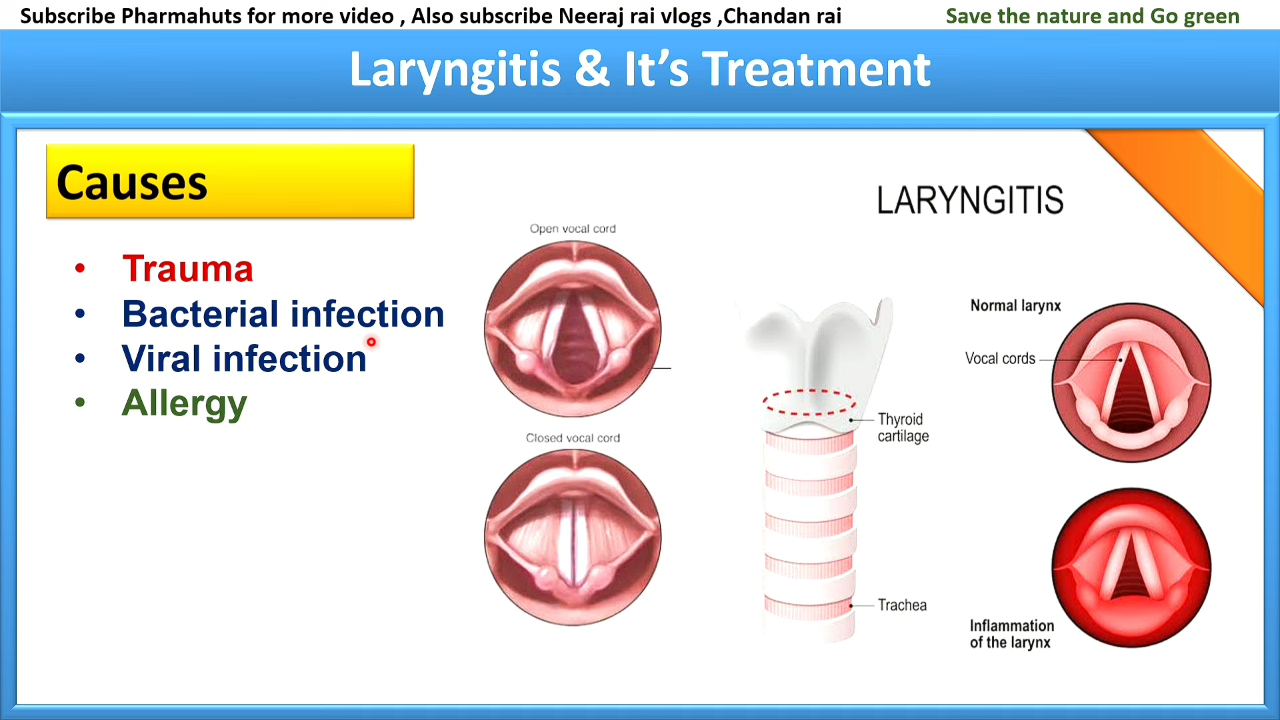 Subscribe Pharmahuts for more video , Also subscribe Neeraj rai vlogs ,Chandan rai
Save the nature and Go green
Laryngitis & It’s Treatment
Causes
• Trauma
• Bacterial infection
• Viral infection
• Allergy
Open vocal cord
Closed vocal cord
LARYNGITIS
Thyroid
cartilage
Trachea
Normal larynx
Vocal cords
Inflammation
of the larynx